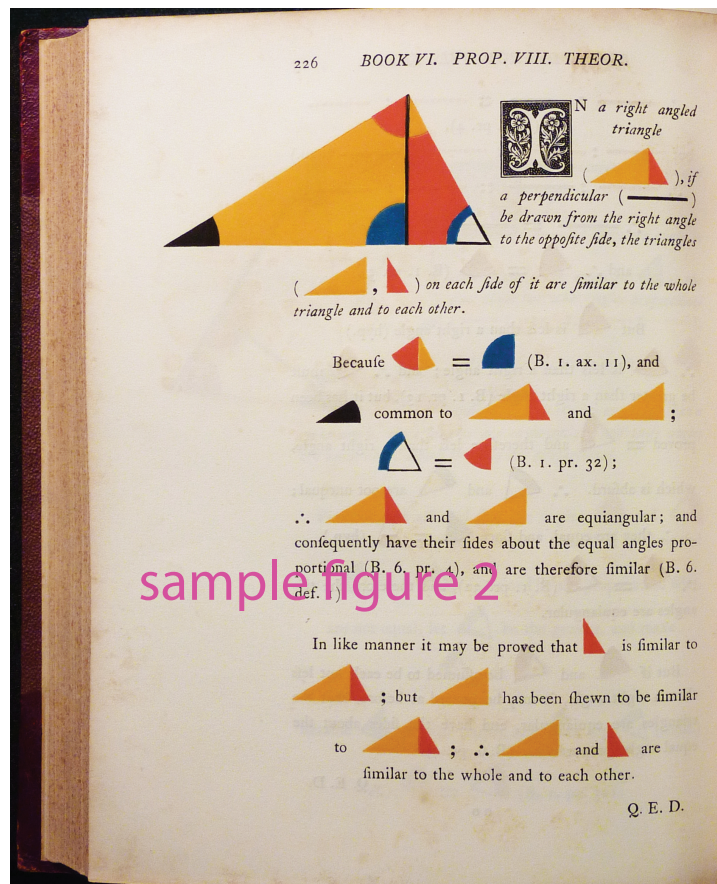 226 BOOK VI. PROP. VIII. THEOR.
IN a right angled
triangle
( ), if
a perpendicular ( )
be drawn from the right angle
to the oppoſite ſide, the triangles
( , ) on each ſide of it are ſimilar to the whole
triangle and to each other.
Becauſe = (B. 1. ax. 11), and
common to and ;
= (B. 1. pr. 32);
∴ and are equiangular; and
conſequently have their ſides about the equal angles pro-
portional (B. 6. pr. 4), and are therefore ſimilar (B. 6.
def. 1).
sample figure 2
In like manner it may be proved that is ſimilar to
; but has been ſhewn to be ſimilar
to ; ∴ and are
ſimilar to the whole and to each other.
Q. E. D.